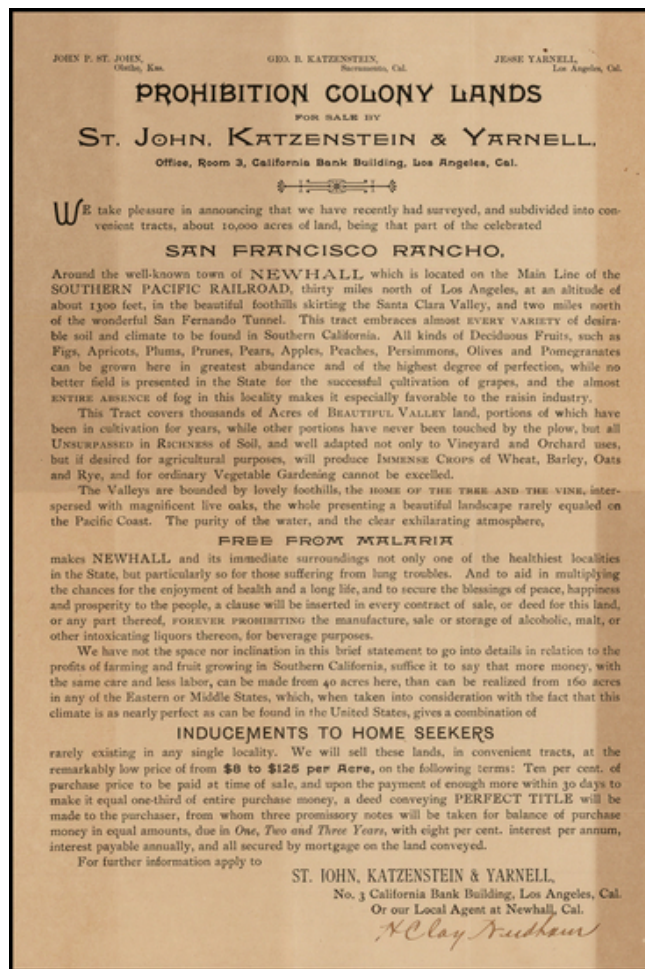 JOHN P. ST. JOHN,
Olathe, Kas.
GEO. B. KATZENSTEIN,
Sacramento, Cal.
JESSE YARNELL,
Los Angeles, Cal.
PROHIBITION COLONY LANDS
FOR SALE BY
ST. JOHN, KATZENSTEIN & YARNELL,
Office, Room 3, California Bank Building, Los Angeles, Cal.
WE take pleasure in announcing that we have recently had surveyed, and subdivided into con-
venient tracts, about 10,000 acres of land, being that part of the celebrated
SAN FRANCISCO RANCHO,
Around the well-known town of NEWHALL which is located on the Main Line of the
SOUTHERN PACIFIC RAILROAD, thirty miles north of Los Angeles, at an altitude of
about 1300 feet, in the beautiful foothills skirting the Santa Clara Valley, and two miles north
of the wonderful San Fernando Tunnel. This tract embraces almost EVERY VARIETY of desira-
ble soil and climate to be found in Southern California. All kinds of Deciduous Fruits, such as
Figs, Apricots, Plums, Prunes, Pears, Apples, Peaches, Persimmons, Olives and Pomegranates
can be grown here in greatest abundance and of the highest degree of perfection, while no
better field is presented in the State for the successful cultivation of grapes, and the almost
ENTIRE ABSENCE of fog in this locality makes it especially favorable to the raisin industry.
This Tract covers thousands of Acres of BEAUTIFUL VALLEY land, portions of which have
been in cultivation for years, while other portions have never been touched by the plow, but all
UNSURPASSED in RICHNESS of Soil, and well adapted not only to Vineyard and Orchard uses,
but if desired for agricultural purposes, will produce IMMENSE CROPS of Wheat, Barley, Oats
and Rye, and for ordinary Vegetable Gardening cannot be excelled.
The Valleys are bounded by lovely foothills, the HOME OF THE TREE AND THE VINE, inter-
spersed with magnificent live oaks, the whole presenting a beautiful landscape rarely equaled on
the Pacific Coast. The purity of the water, and the clear exhilarating atmosphere,
FREE FROM MALARIA
makes NEWHALL and its immediate surroundings not only one of the healthiest localities
in the State, but particularly so for those suffering from lung troubles. And to aid in multiplying
the chances for the enjoyment of health and a long life, and to secure the blessings of peace, happiness
and prosperity to the people, a clause will be inserted in every contract of sale, or deed for this land,
or any part thereof, FOREVER PROHIBITING the manufacture, sale or storage of alcoholic, malt, or
other intoxicating liquors thereon, for beverage purposes.
We have not the space nor inclination in this brief statement to go into details in relation to the
profits of farming and fruit growing in Southern California, suffice it to say that more money, with
the same care and less labor, can be made from 40 acres here, than can be realized from 160 acres
in any of the Eastern or Middle States, which, when taken into consideration with the fact that this
climate is as nearly perfect as can be found in the United States, gives a combination of
INDUCEMENTS TO HOME SEEKERS
rarely existing in any single locality. We will sell these lands, in convenient tracts, at the
remarkably low price of from $8 to $125 per Acre, on the following terms: Ten per cent. of
purchase price to be paid at time of sale, and upon the payment of enough more within 30 days to
make it equal one-third of entire purchase money, a deed conveying PERFECT TITLE will be
made to the purchaser, from whom three promissory notes will be taken for balance of purchase
money in equal amounts, due in One, Two and Three Years, with eight per cent. interest per annum,
interest payable annually, and all secured by mortgage on the land conveyed.
For further information apply to
ST. JOHN, KATZENSTEIN & YARNELL,
No. 3 California Bank Building, Los Angeles, Cal.
Or our Local Agent at Newhall, Cal.
H Clay Needham